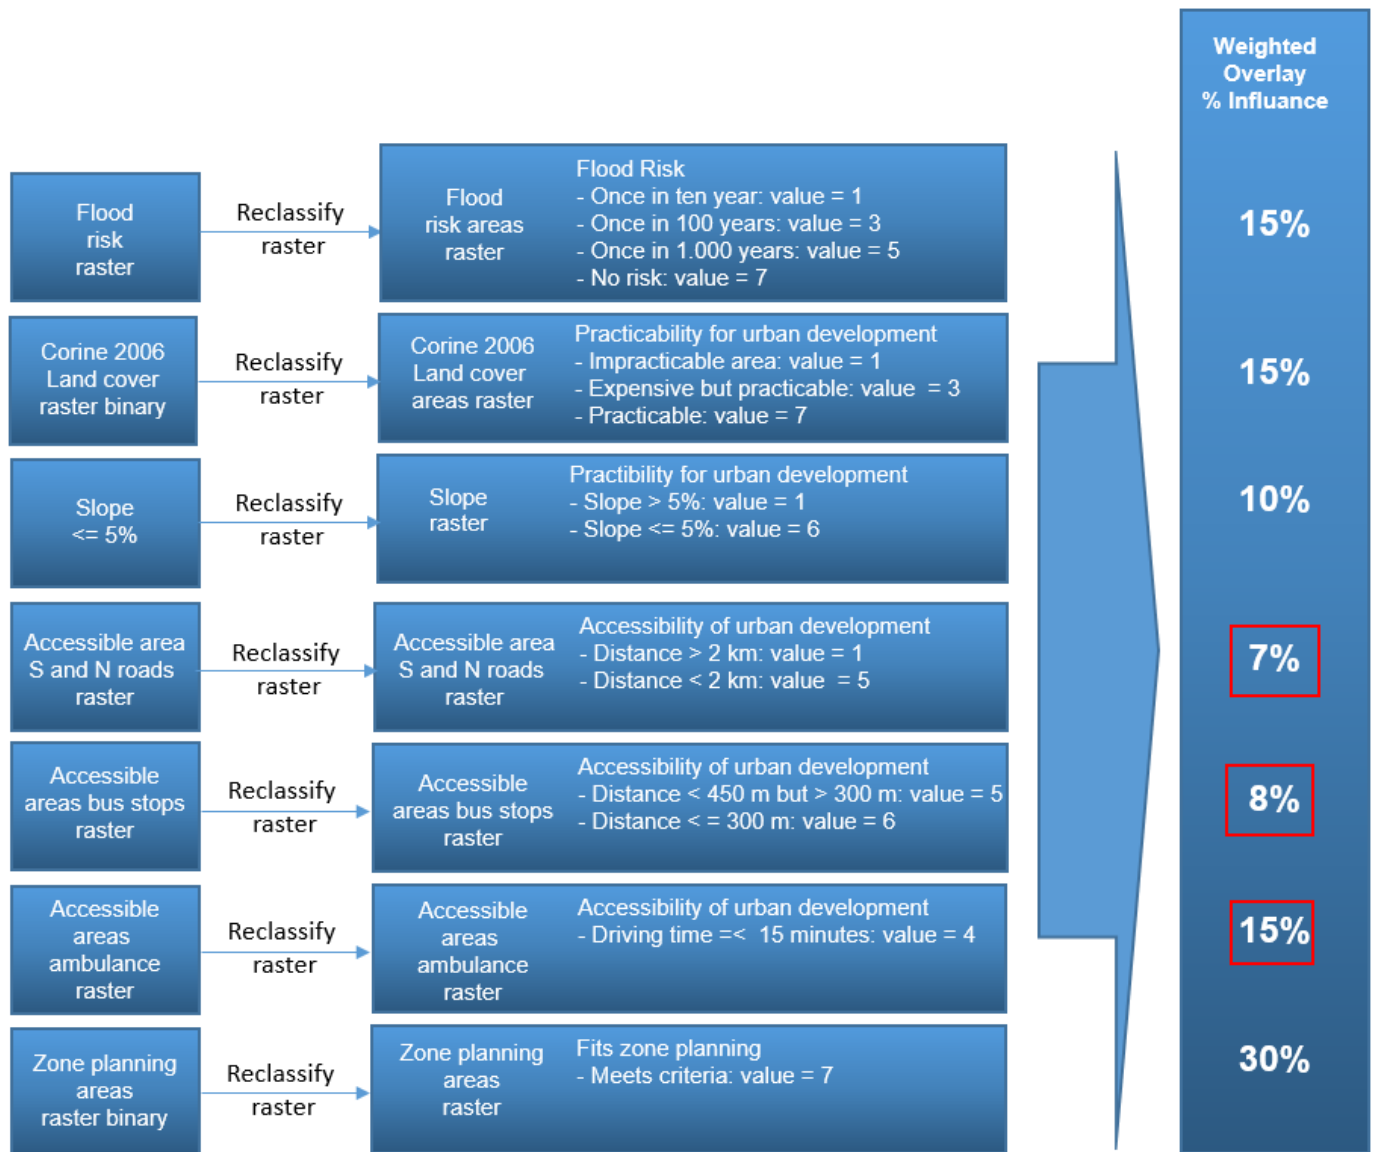 Weighted
Overlay
% Influance
Flood
risk
raster
Reclassify
raster
Flood
risk areas
raster
Flood Risk
- Once in ten year: value = 1
- Once in 100 years: value = 3
- Once in 1.000 years: value = 5
- No risk: value = 7
15%
Corine 2006
Land cover
raster binary
Reclassify
raster
Corine 2006
Land cover
areas raster
Practicability for urban development
- Impracticable area: value = 1
- Expensive but practicable: value  = 3
- Practicable: value = 7
15%
Slope
<= 5%
Reclassify
raster
Slope
raster
Practibility for urban development
- Slope > 5%: value = 1
- Slope <= 5%: value = 6
10%
Accessible area
S and N roads
raster
Reclassify
raster
Accessible area
S and N roads
raster
Accessibility of urban development
- Distance > 2 km: value = 1
- Distance < 2 km: value  = 5
7%
Accessible
areas bus stops
raster
Reclassify
raster
Accessible
areas bus stops
raster
Accessibility of urban development
- Distance < 450 m but > 300 m: value = 5
- Distance < = 300 m: value = 6
8%
Accessible
areas
ambulance
raster
Reclassify
raster
Accessible
areas
ambulance
raster
Accessibility of urban development
- Driving time =<  15 minutes: value = 4
15%
Zone planning
areas
raster binary
Reclassify
raster
Zone planning
areas
raster
Fits zone planning
- Meets criteria: value = 7
30%